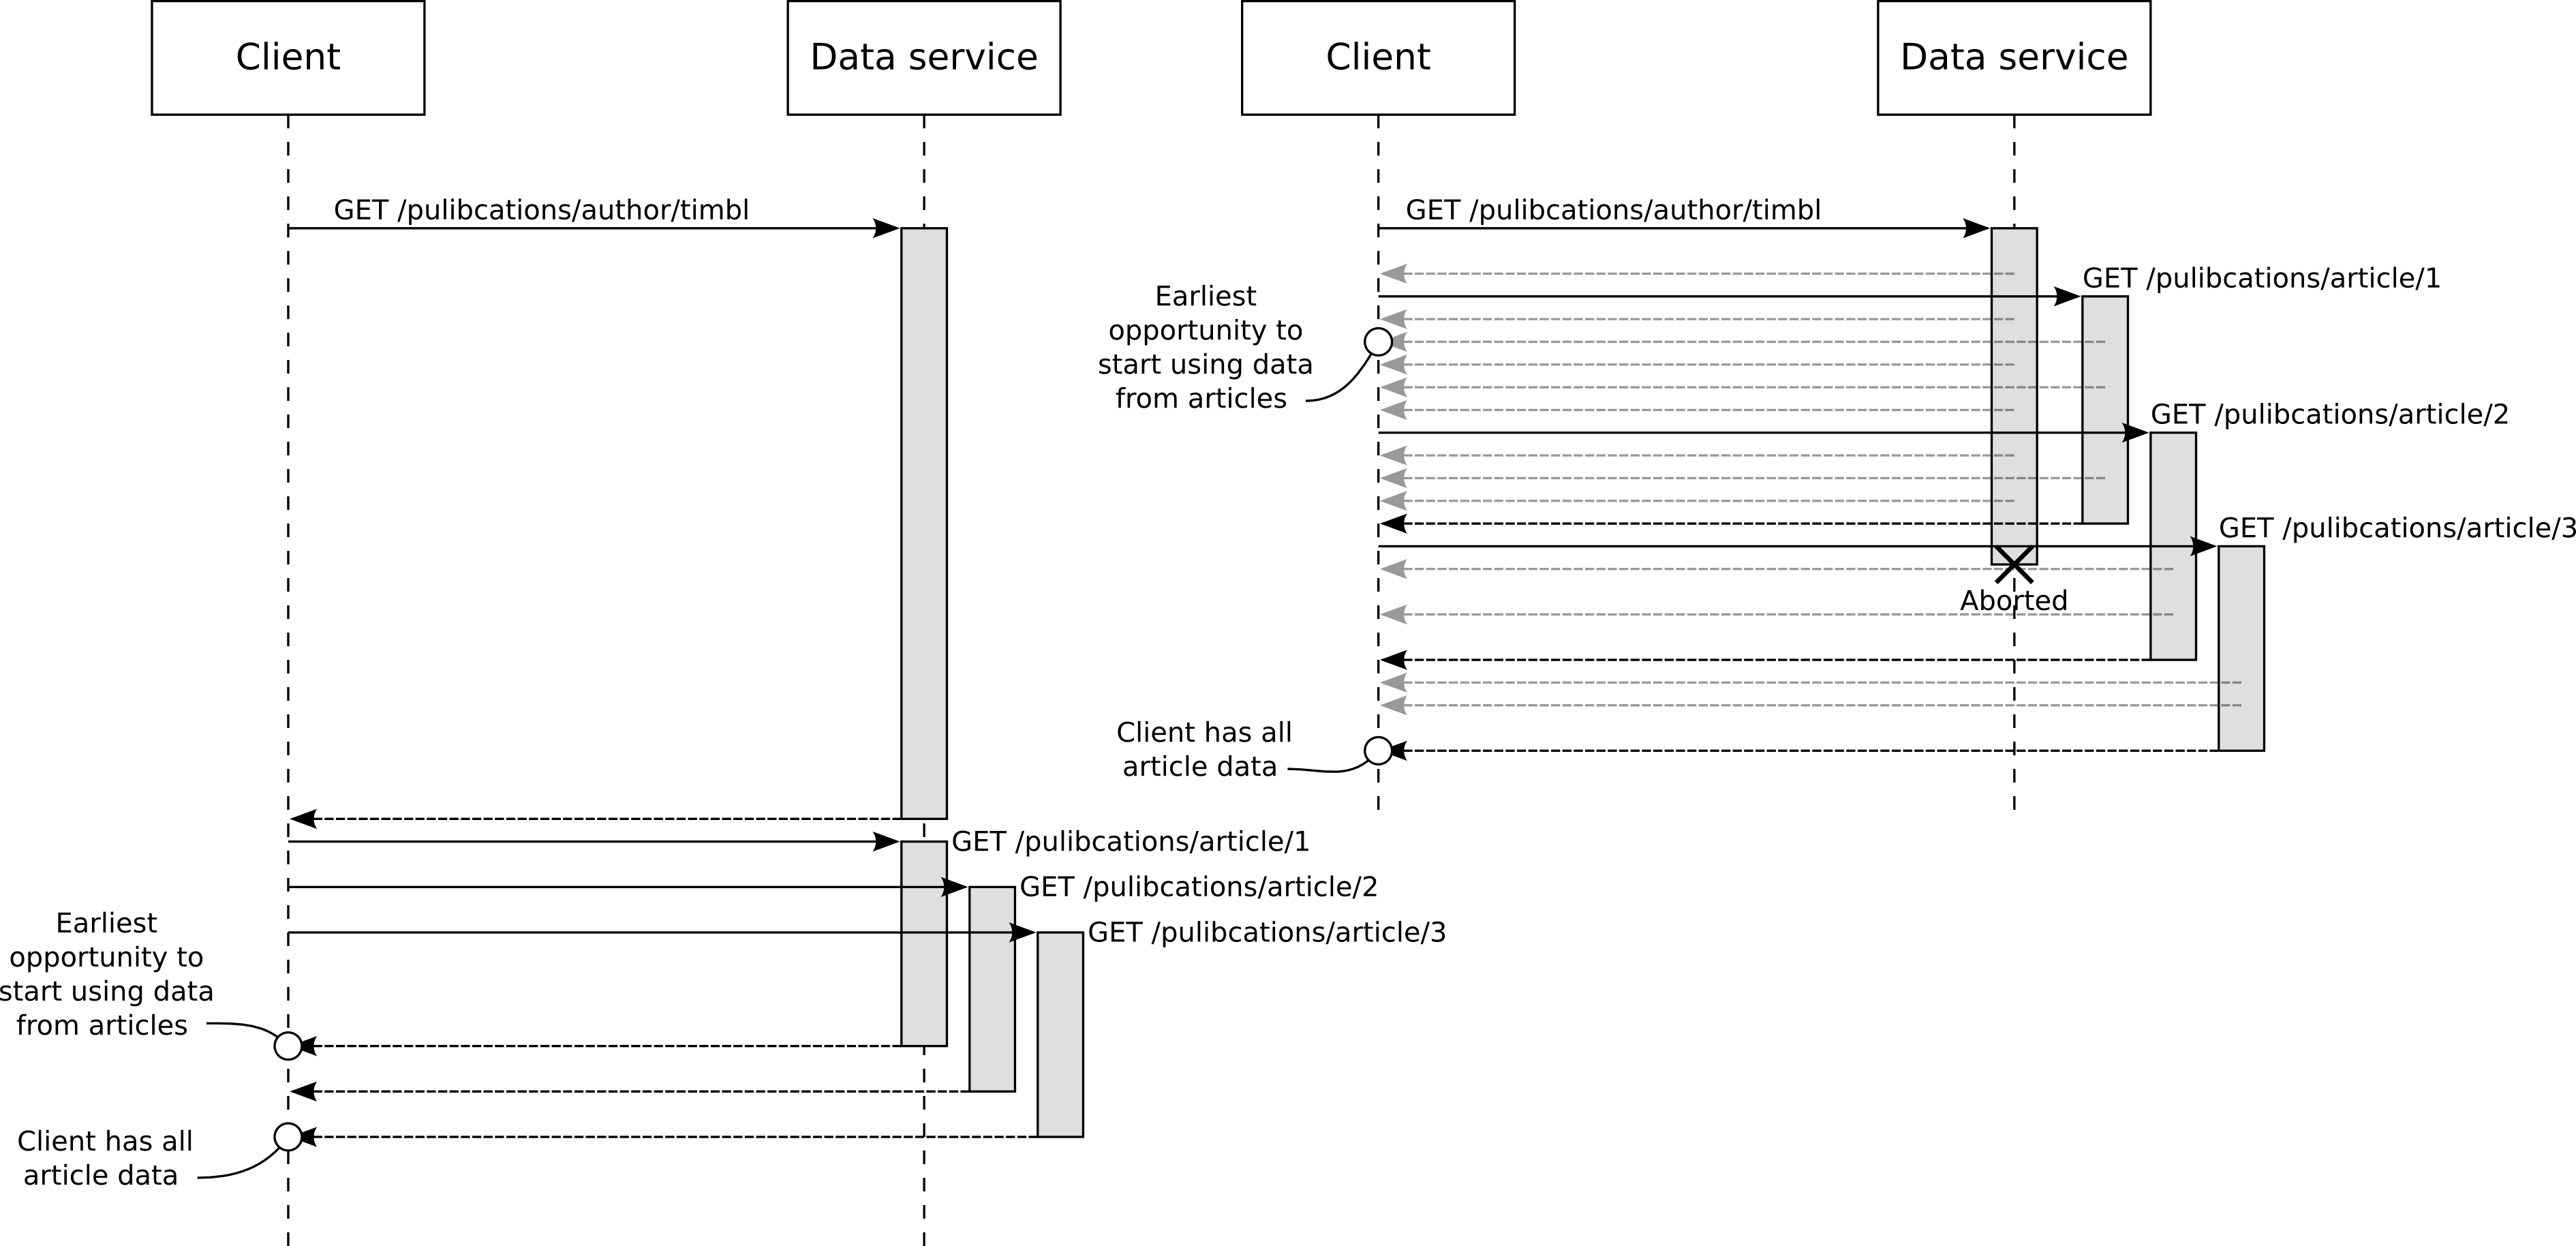 Client
Data service
GET /pulibcations/author/timbl
GET /pulibcations/article/1
GET /pulibcations/article/2
GET /pulibcations/article/3
Earliest
opportunity to
start using data
from articles
Client has all
article data
Client
Data service
GET /pulibcations/author/timbl
GET /pulibcations/article/1
Earliest
opportunity to
start using data
from articles
GET /pulibcations/article/2
GET /pulibcations/article/3
Aborted
Client has all
article data